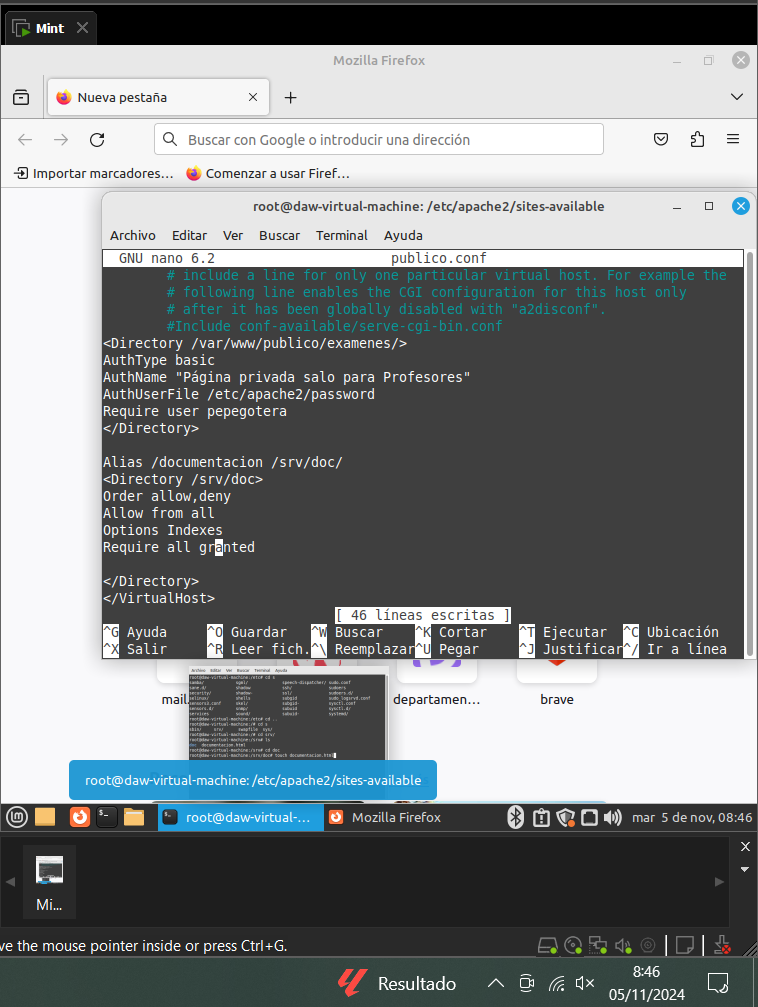 Mint
Mozilla Firefox
Nueva pestaña
Buscar con Google o introducir una dirección
Importar marcadores… Comenzar a usar Firef…
root@daw-virtual-machine: /etc/apache2/sites-available
Archivo Editar Ver Buscar Terminal Ayuda
GNU nano 6.2 publico.conf
# include a line for only one particular virtual host. For example the
# following line enables the CGI configuration for this host only
# after it has been globally disabled with "a2disconf".
#Include conf-available/serve-cgi-bin.conf
<Directory /var/www/publico/examenes/>
AuthType basic
AuthName "Página privada salo para Profesores"
AuthUserFile /etc/apache2/password
Require user pepegotera
</Directory>
Alias /documentacion /srv/doc/
<Directory /srv/doc>
Order allow,deny
Allow from all
Options Indexes
Require all granted
</Directory>
</VirtualHost>
[ 46 líneas escritas ]
^G Ayuda ^O Guardar ^W Buscar ^K Cortar ^T Ejecutar ^C Ubicación
^X Salir ^R Leer fich. ^\ Reemplazar ^U Pegar ^J Justificar ^/ Ir a línea
mail departamen… brave
root@daw-virtual-machine: /etc/apache2/sites-available
root@daw-virtual-… Mozilla Firefox mar 5 de nov, 08:46
Mi...
ve the mouse pointer inside or press Ctrl+G.
Resultado 8:46
05/11/2024